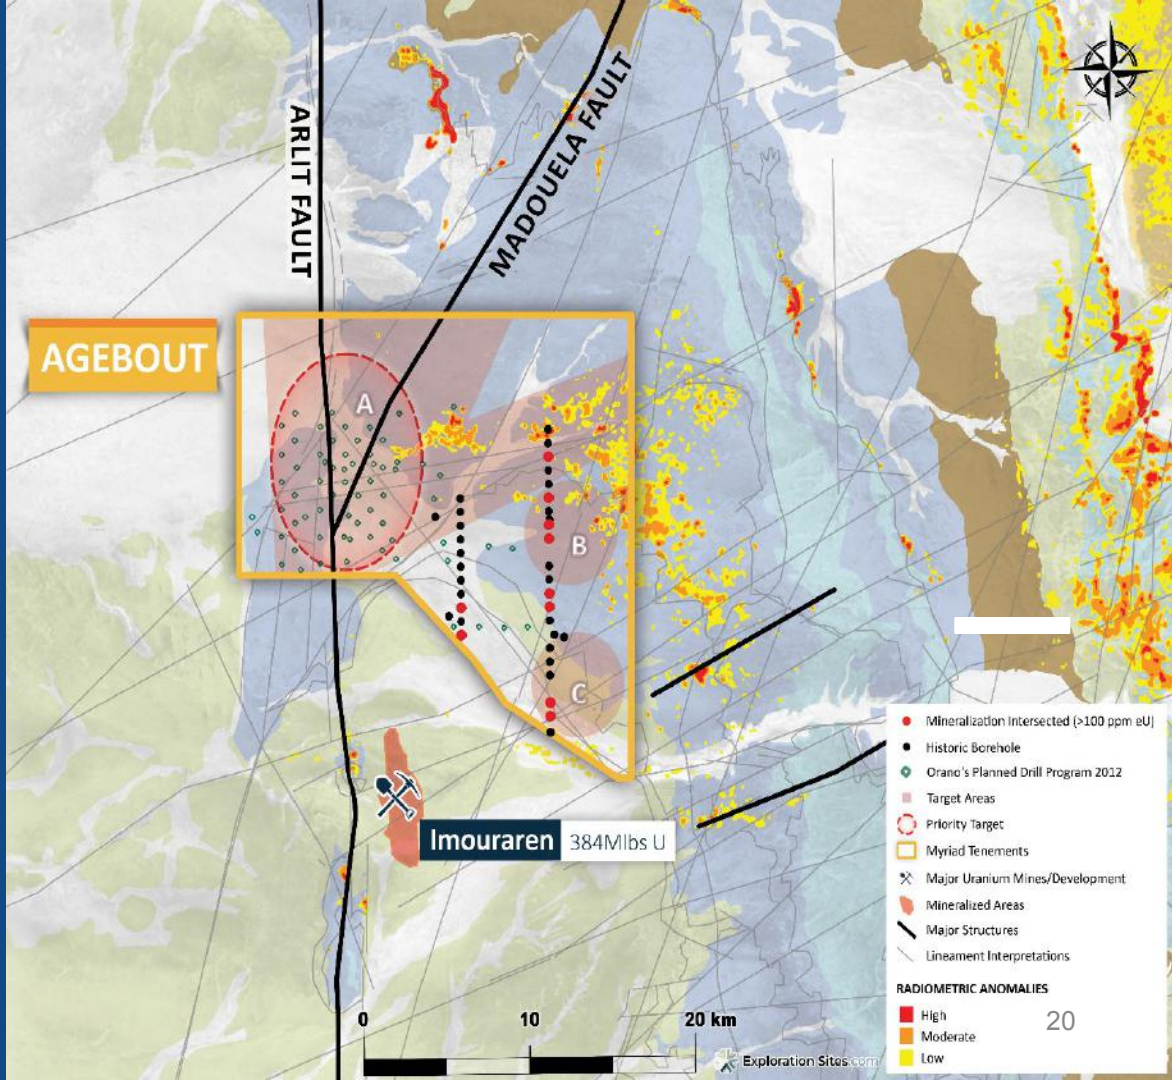 ARLIT FAULT
MADOUELA FAULT
AGEBOUT
A
B
C
Imouraren 384Mlbs U
0 10 20 km
Exploration Sites.com
Mineralization Intersected (>100 ppm eU)
Historic Borehole
Orano's Planned Drill Program 2012
Target Areas
Priority Target
Myriad Tenements
Major Uranium Mines/Development
Mineralized Areas
Major Structures
Lineament Interpretations
RADIOMETRIC ANOMALIES
High
Moderate
Low
20